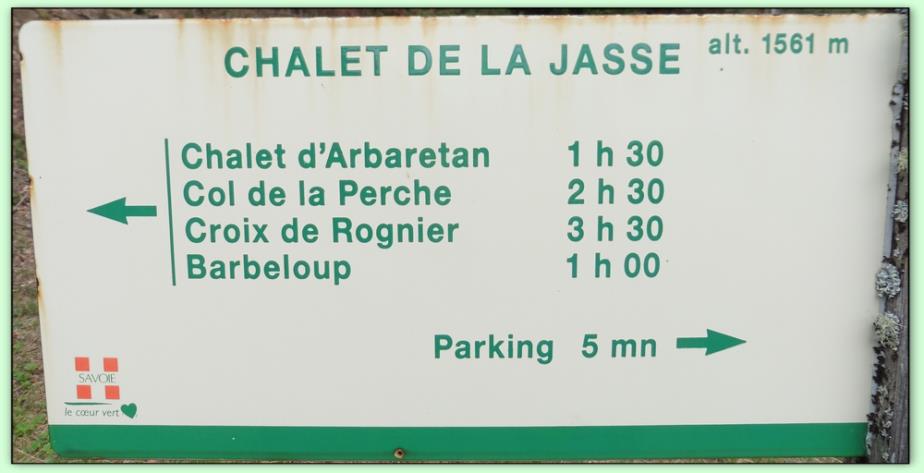 CHALET DE LA JASSE alt. 1561 m
Chalet d'Arbaretan 1 h 30
Col de la Perche 2 h 30
Croix de Rognier 3 h 30
Barbeloup 1 h 00
Parking 5 mn
SAVOIE
le cœur vert